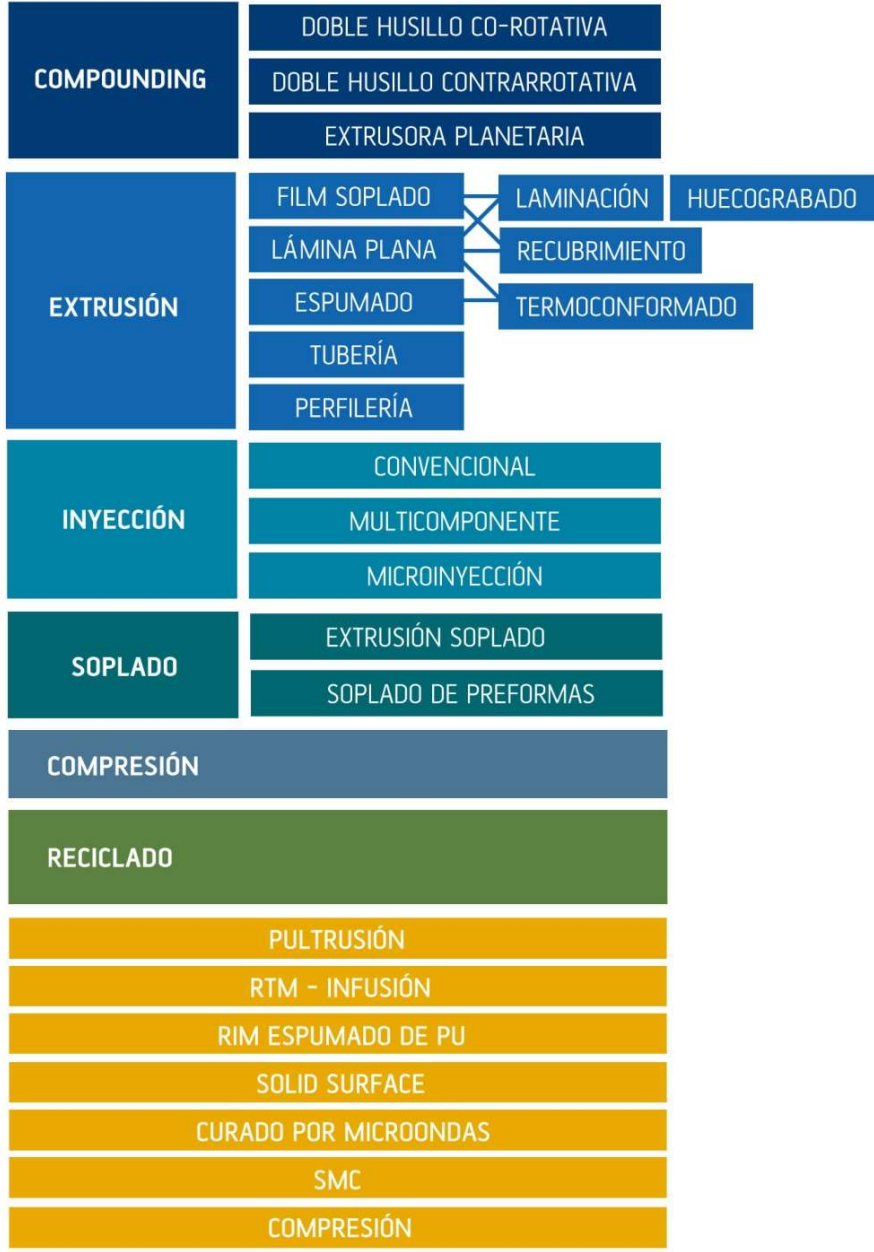 COMPOUNDING
DOBLE HUSILLO CO-ROTATIVA
DOBLE HUSILLO CONTRARROTATIVA
EXTRUSORA PLANETARIA
EXTRUSIÓN
FILM SOPLADO
LAMINACIÓN
HUECOGRABADO
LÁMINA PLANA
RECUBRIMIENTO
ESPUMADO
TERMOCONFORMADO
TUBERÍA
PERFILERÍA
INYECCIÓN
CONVENCIONAL
MULTICOMPONENTE
MICROINYECCIÓN
SOPLADO
EXTRUSIÓN SOPLADO
SOPLADO DE PREFORMAS
COMPRESIÓN
RECICLADO
PULTRUSIÓN
RTM - INFUSIÓN
RIM ESPUMADO DE PU
SOLID SURFACE
CURADO POR MICROONDAS
SMC
COMPRESIÓN